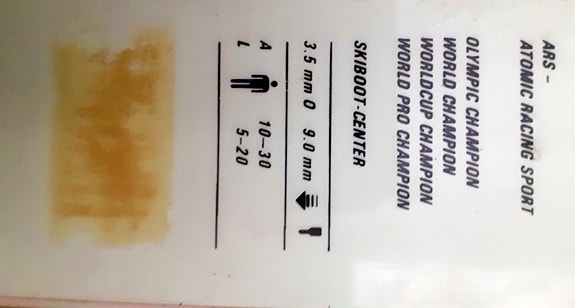 ARS –
ATOMIC RACING SPORT
OLYMPIC CHAMPION
WORLD CHAMPION
WORLDCUP CHAMPION
WORLD PRO CHAMPION
SKIBOOT-CENTER
3.5 mm O 9.0 mm
A 10–30
L 5–20